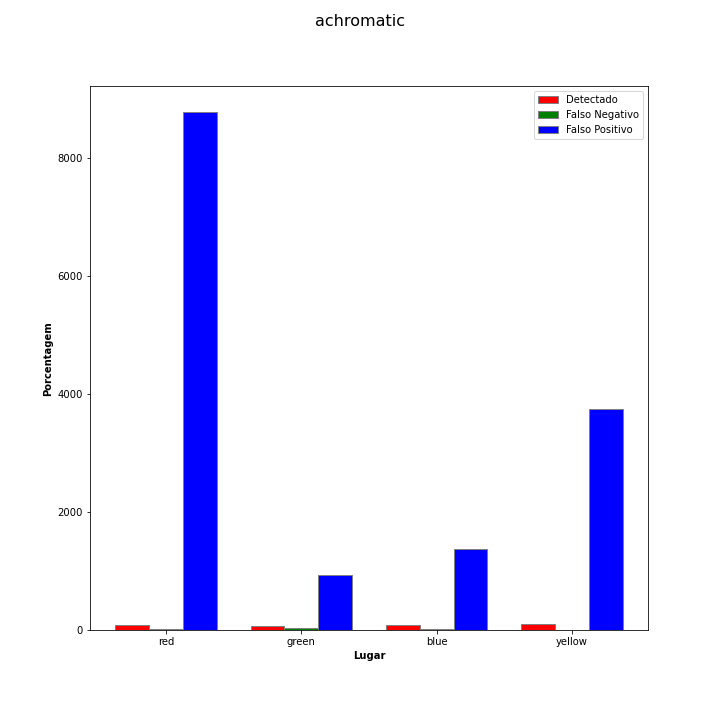 achromatic
Detectado
Falso Negativo
Falso Positivo
8000
6000
4000
2000
0
Porcentagem
red green blue yellow
Lugar